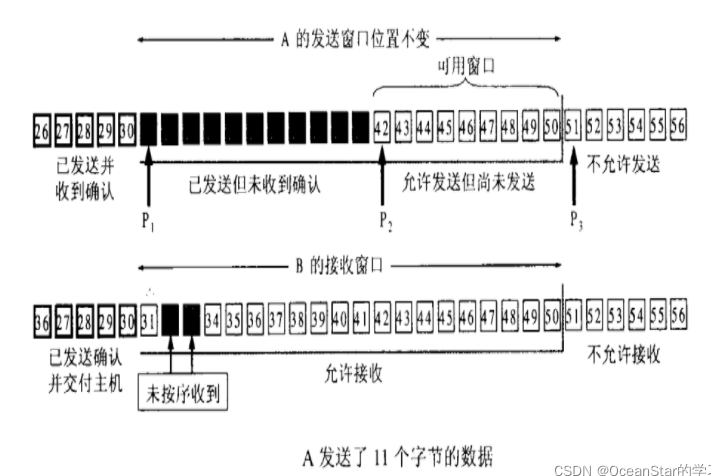 A 的发送窗口位置不变
可用窗口
26 27 28 29 30 42 43 44 45 46 47 48 49 50 51 52 53 54 55 56
已发送并
收到确认
已发送但未收到确认
允许发送但尚未发送
不允许发送
P1 P2 P3
B 的接收窗口
36 27 28 29 30 31 34 35 36 37 38 39 40 41 42 43 44 45 46 47 48 49 50 51 52 53 54 55 56
已发送确认
并交付主机
未按序收到
允许接收
不允许接收
A 发送了 11 个字节的数据
CSDN @OceanStar的学